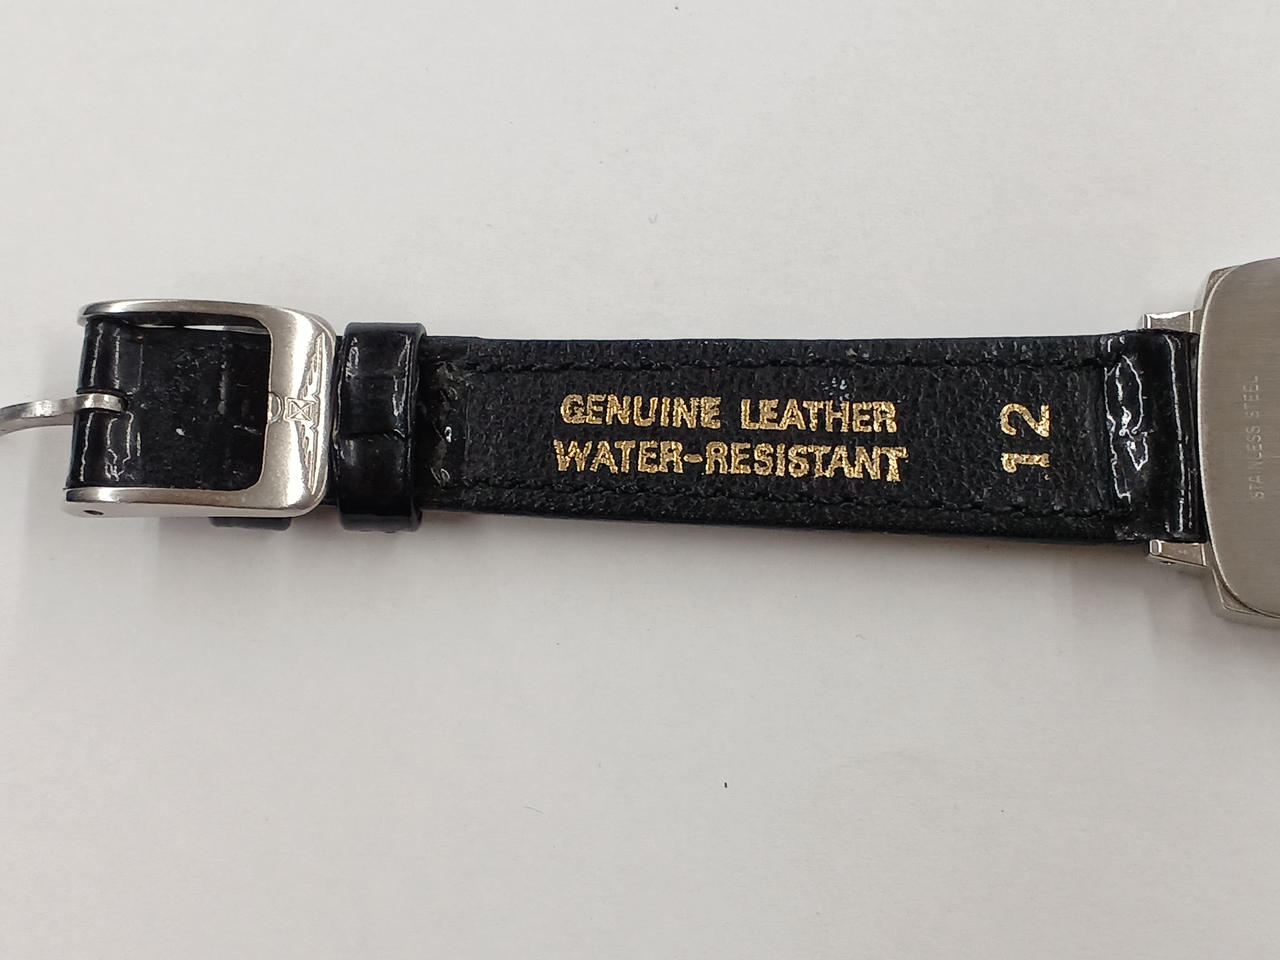 GENUINE LEATHER
WATER-RESISTANT
12
STAINLESS STEEL